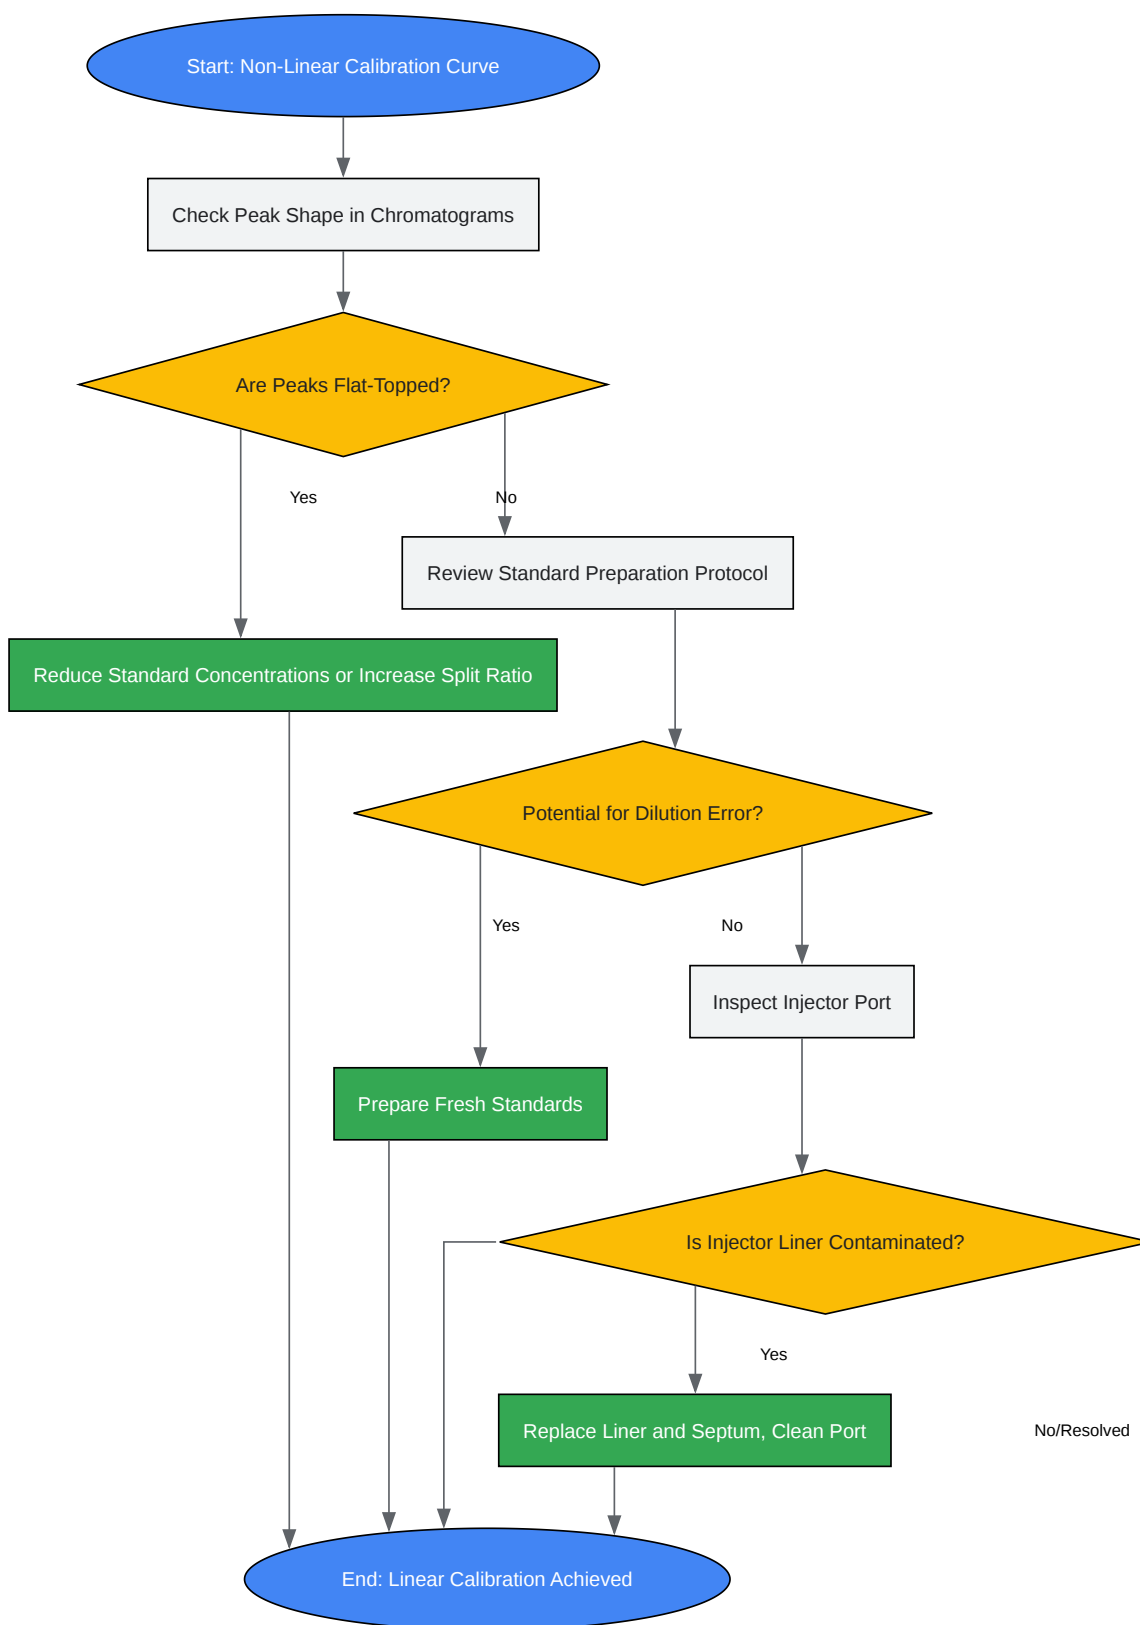 Start: Non-Linear Calibration Curve
Check Peak Shape in Chromatograms
Are Peaks Flat-Topped?
Yes
No
Review Standard Preparation Protocol
Reduce Standard Concentrations or Increase Split Ratio
Potential for Dilution Error?
Yes
No
Inspect Injector Port
Prepare Fresh Standards
Is Injector Liner Contaminated?
Yes
Replace Liner and Septum, Clean Port
No/Resolved
End: Linear Calibration Achieved